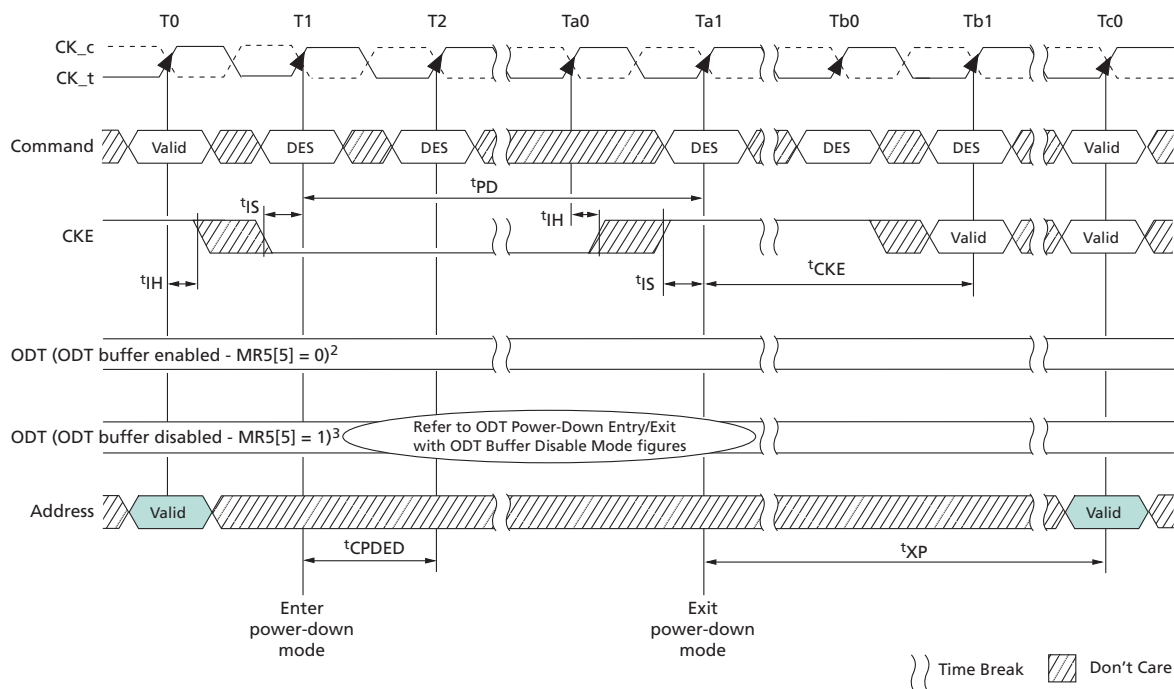 T0 T1 T2 Ta0 Ta1 Tb0 Tb1 Tc0
CK_c
CK_t
Command Valid DES DES DES DES DES Valid
tPD
tIS tIH
CKE Valid Valid
tIH tIS tCKE
ODT (ODT buffer enabled - MR5[5] = 0)2
ODT (ODT buffer disabled - MR5[5] = 1)3
Refer to ODT Power-Down Entry/Exit
with ODT Buffer Disable Mode figures
Address Valid Valid
tCPDED tXP
Enter
power-down
mode
Exit
power-down
mode
Time Break Don't Care